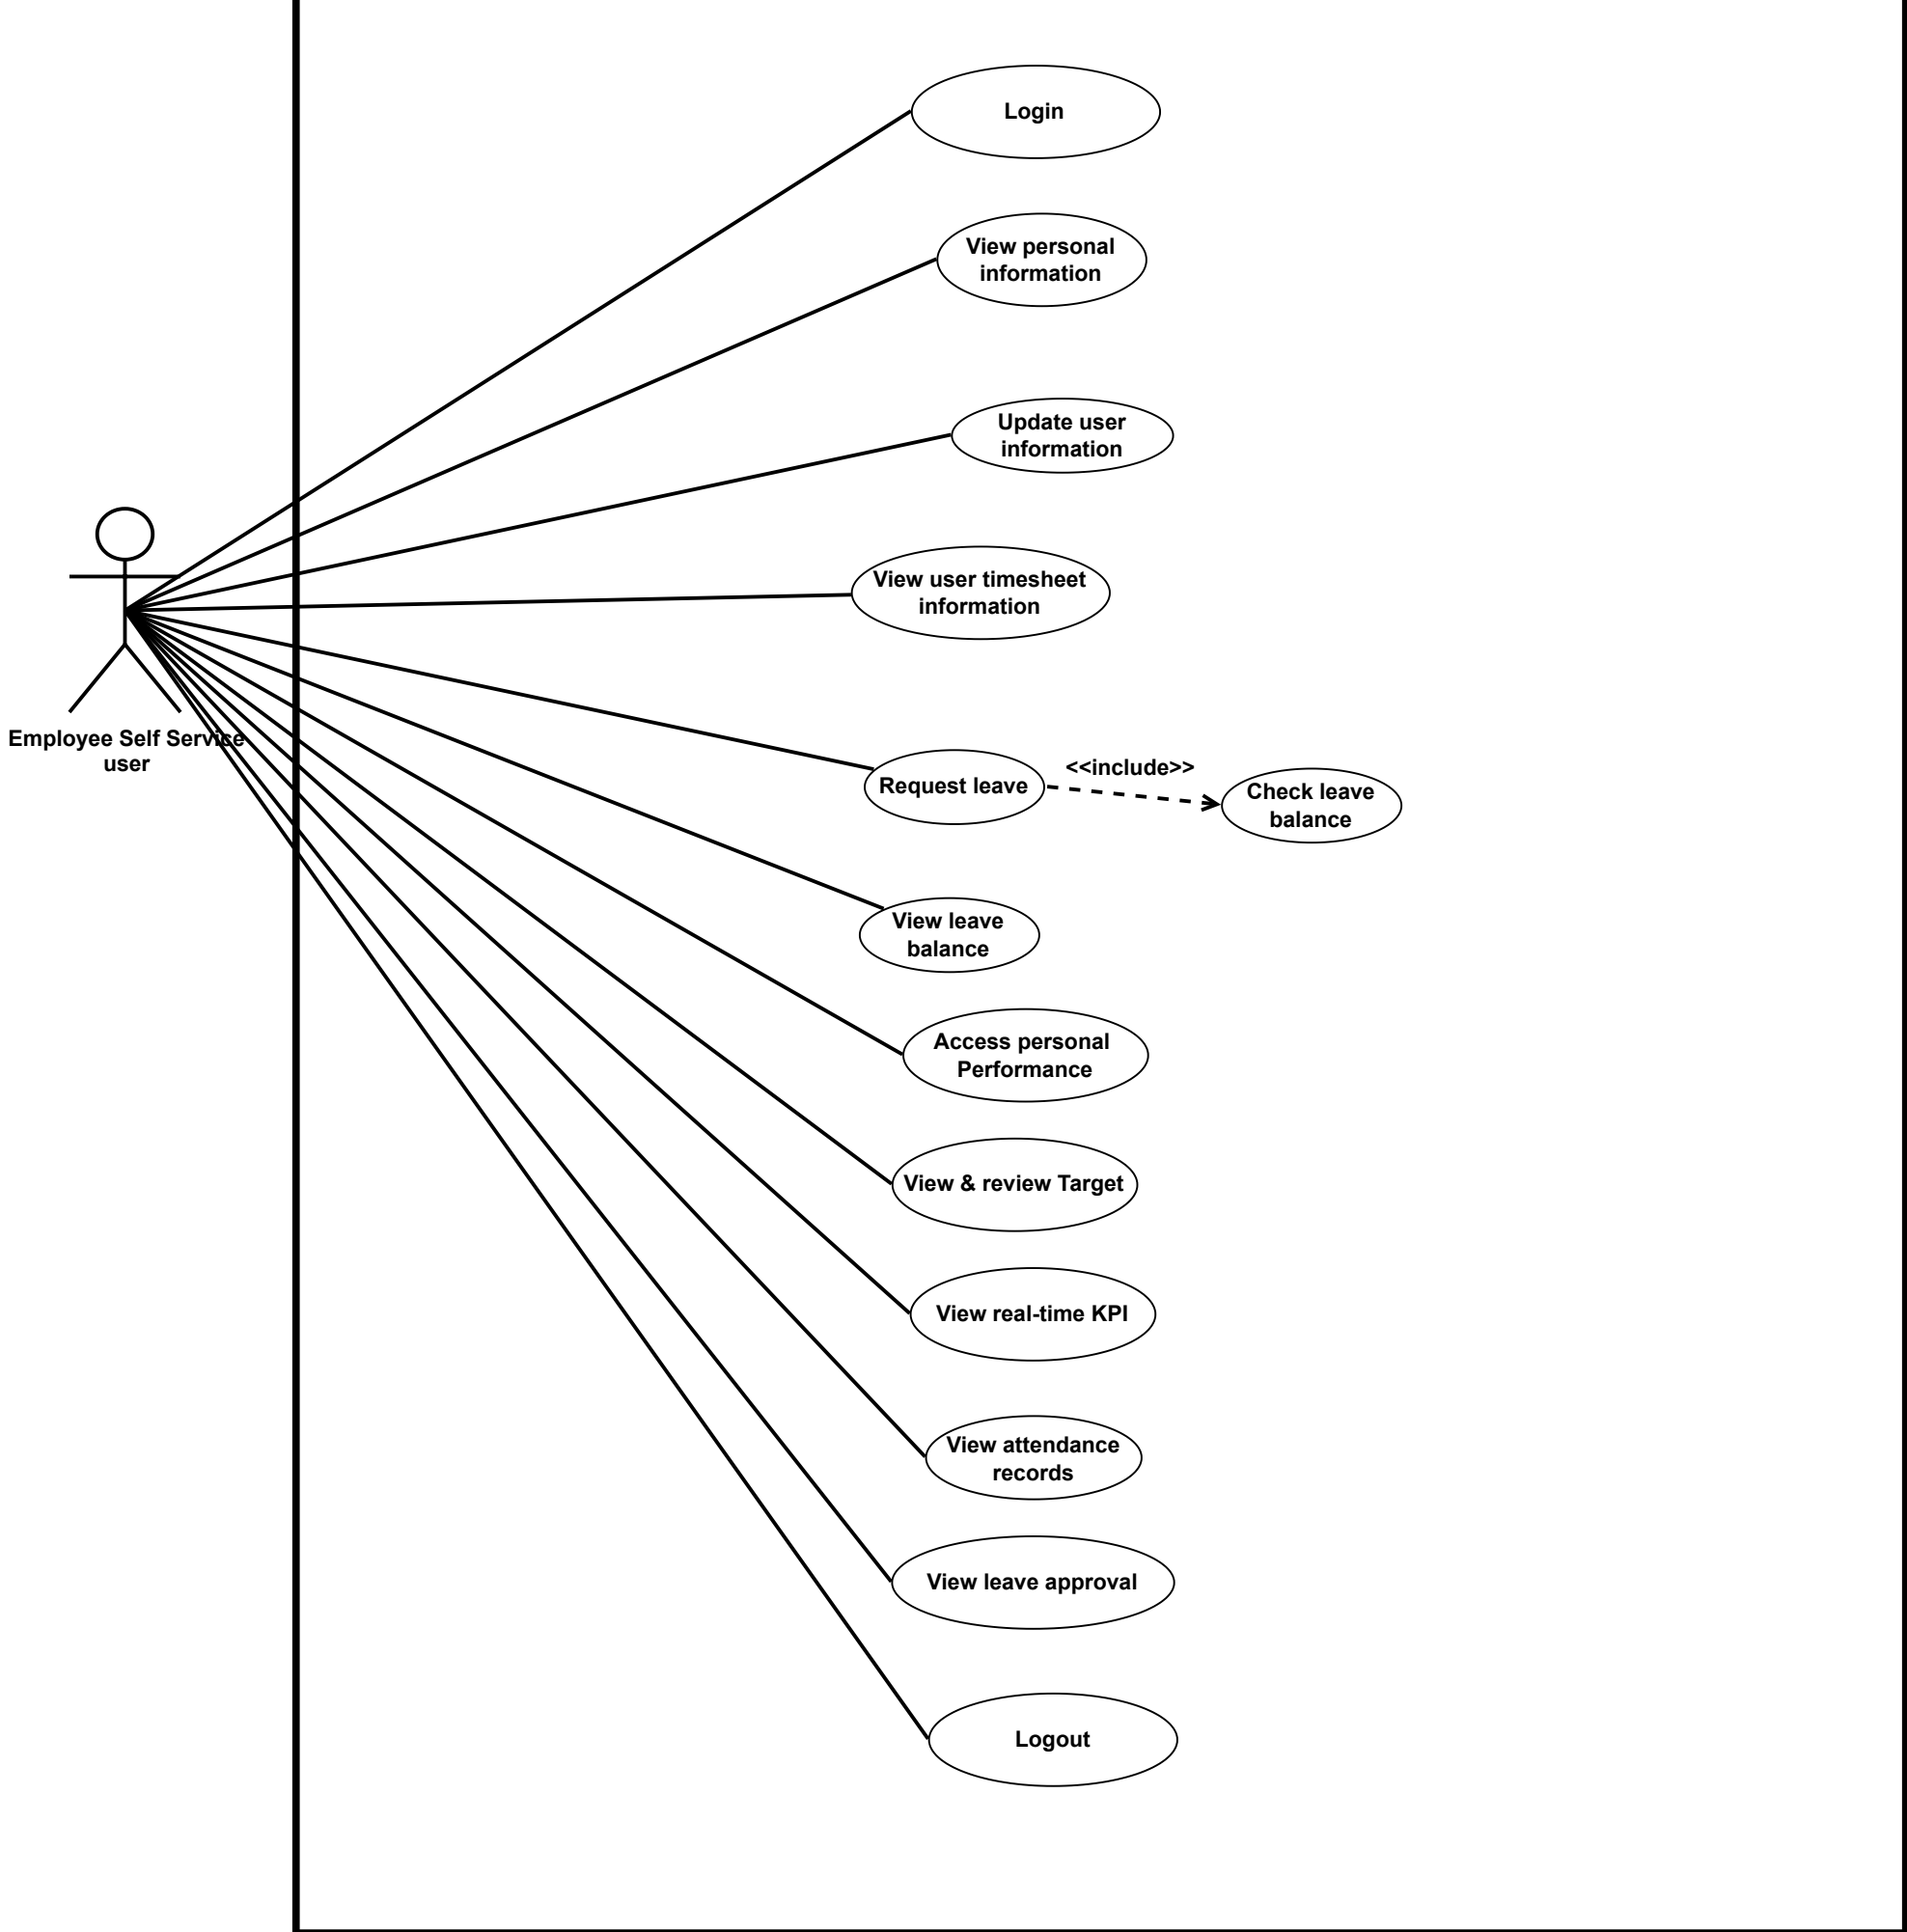 Login
View personal
information
Update user
information
View user timesheet
information
Employee Self Service
user
Request leave
<<include>>
Check leave
balance
View leave
balance
Access personal
Performance
View & review Target
View real-time KPI
View attendance
records
View leave approval
Logout